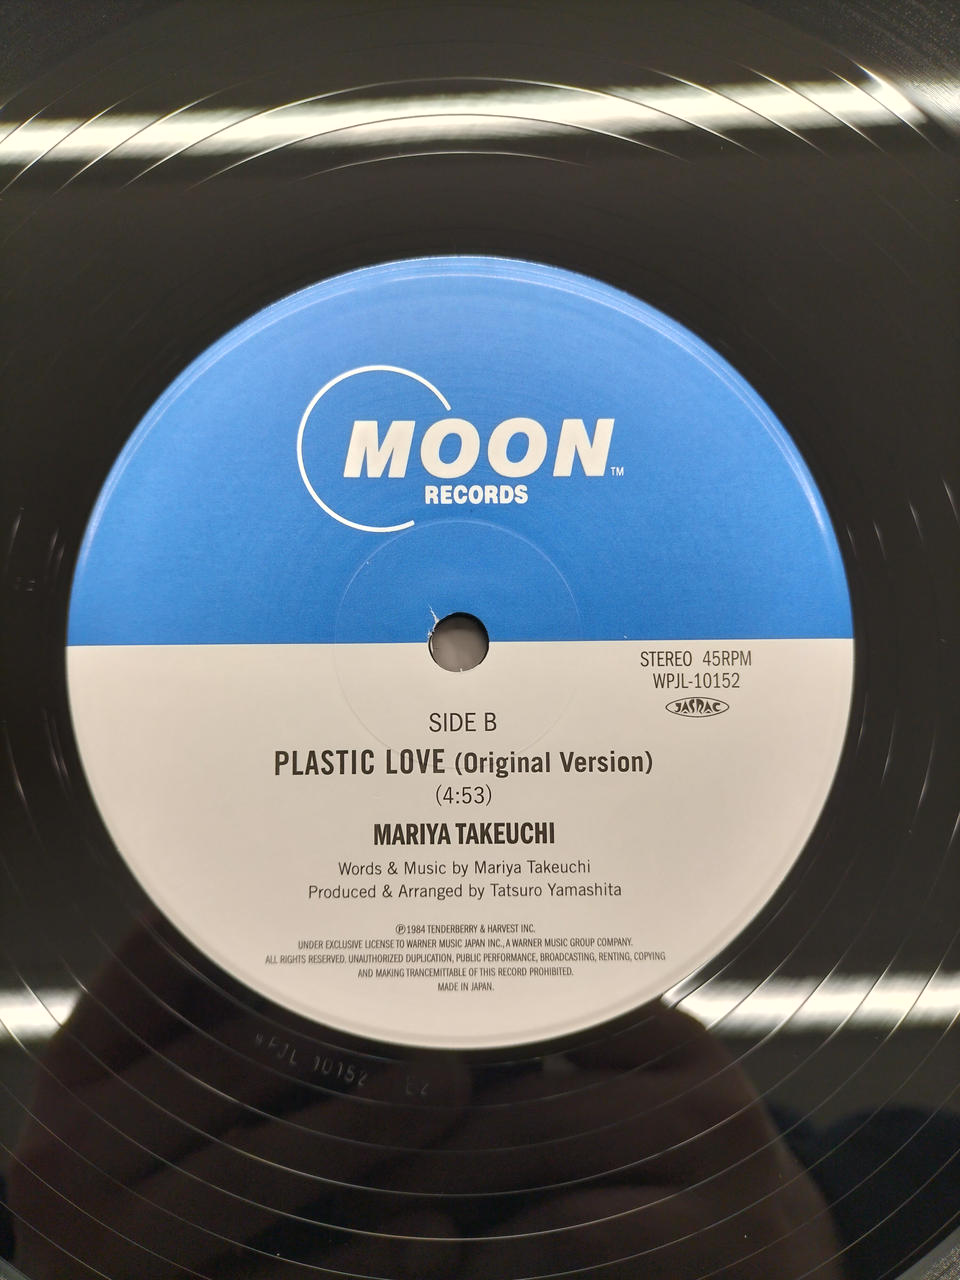 MOON™
RECORDS
STEREO 45RPM
WPJL-10152
JASRAC
SIDE B
PLASTIC LOVE (Original Version)
(4:53)
MARIYA TAKEUCHI
Words & Music by Mariya Takeuchi
Produced & Arranged by Tatsuro Yamashita
℗1984 TENDERBERRY & HARVEST INC.
UNDER EXCLUSIVE LICENSE TO WARNER MUSIC JAPAN INC., A WARNER MUSIC GROUP COMPANY.
ALL RIGHTS RESERVED. UNAUTHORIZED DUPLICATION, PUBLIC PERFORMANCE, BROADCASTING, RENTING, COPYING
AND MAKING TRANCEMITTABLE OF THIS RECORD PROHIBITED.
MADE IN JAPAN.
WPJL 10152